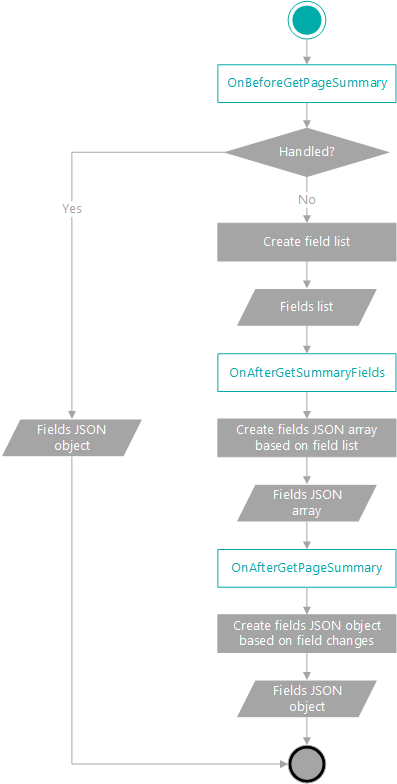 OnBeforeGetPageSummary
Handled?
Yes
No
Create field list
Fields list
OnAfterGetSummaryFields
Fields JSON
object
Create fields JSON array
based on field list
Fields JSON
array
OnAfterGetPageSummary
Create fields JSON object
based on field changes
Fields JSON
object